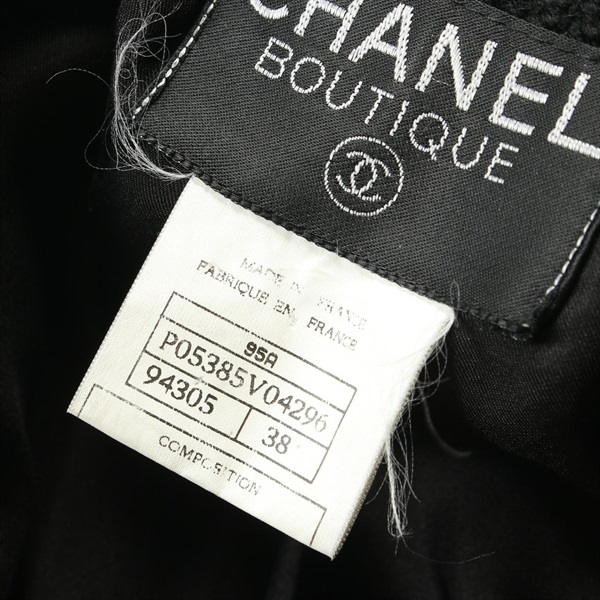 CHANEL
BOUTIQUE
MADE IN FRANCE
FABRIQUE EN FRANCE
95A
P05385V04296
94305 38
COMPOSITION